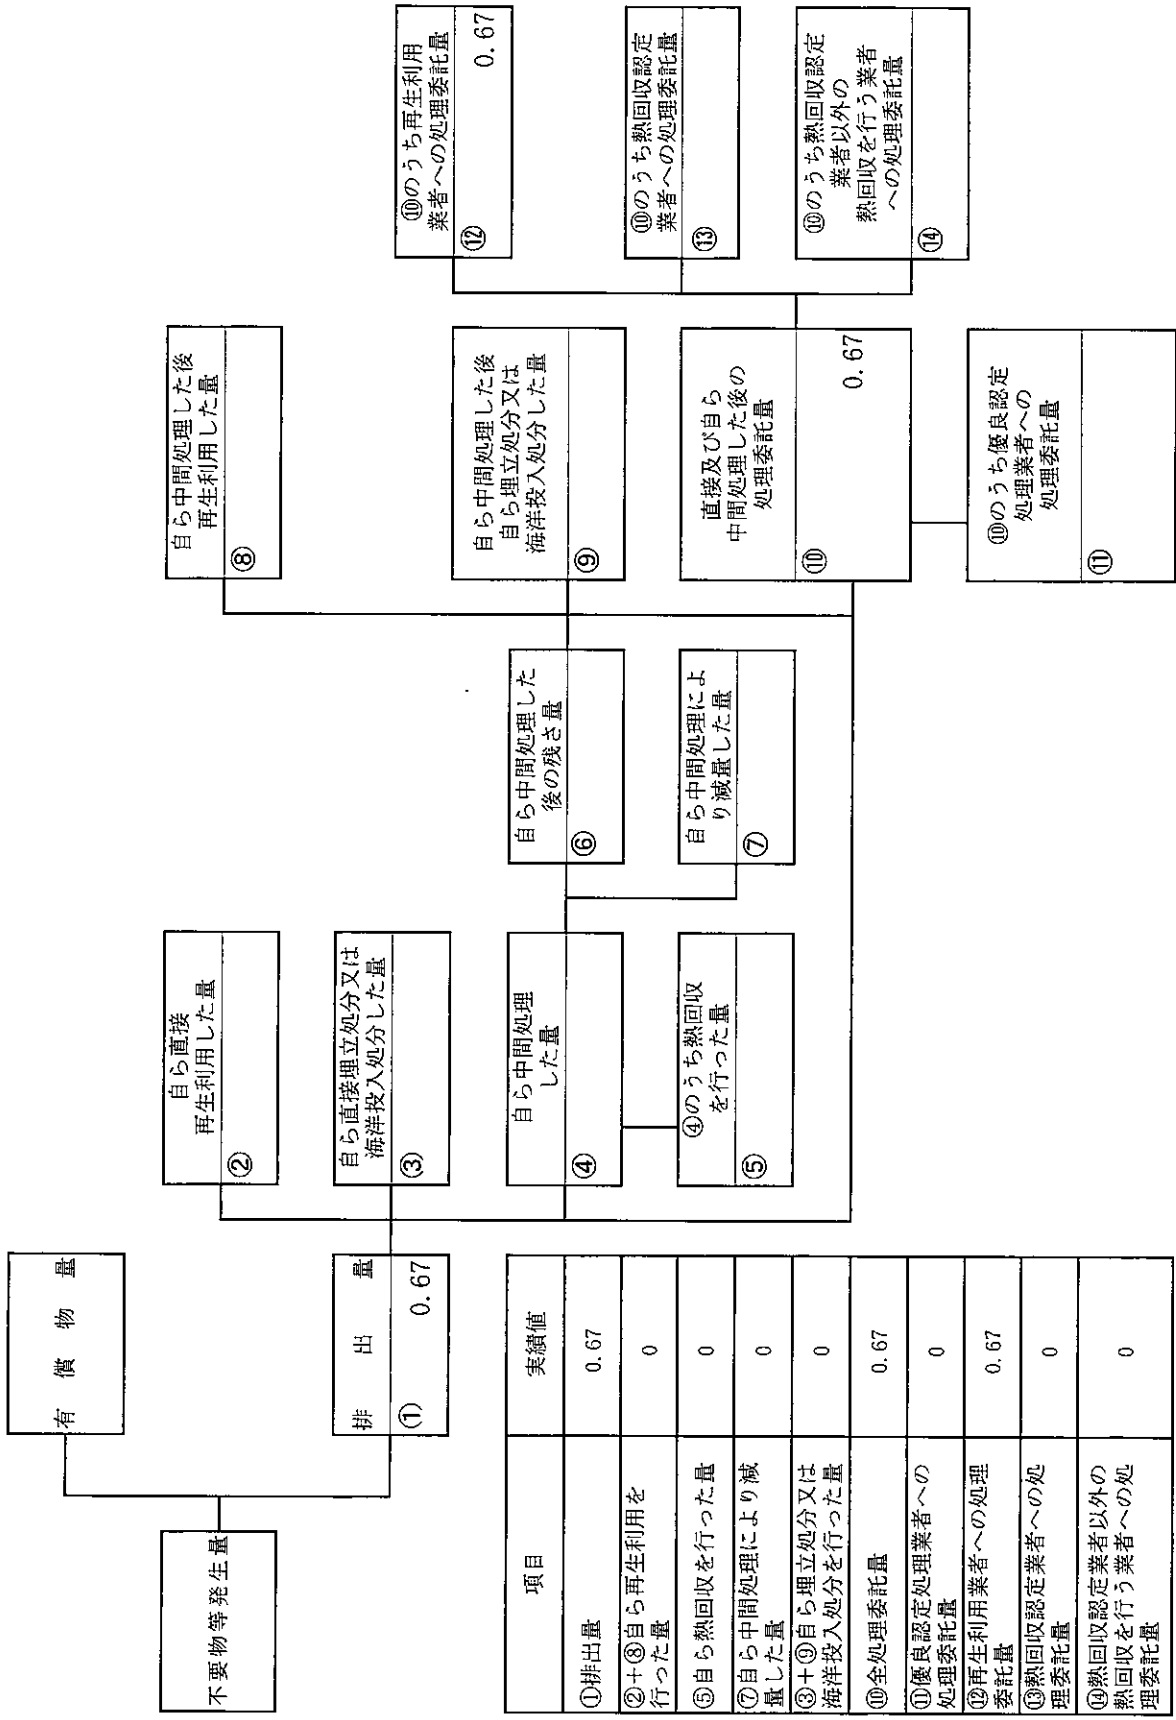 不要物等発生量
有償物量
排出量
① 0.67
自ら直接
再生利用した量
②
自ら直接埋立処分又は
海洋投入処分した量
③
自ら中間処理
した量
④
④のうち熱回収
を行った量
⑤
自ら中間処理した
後の残さ量
⑥
自ら中間処理によ
り減量した量
⑦
自ら中間処理した後
再生利用した量
⑧
自ら中間処理した後
自ら埋立処分又は
海洋投入処分した量
⑨
直接及び自ら
中間処理した後の
処理委託量
⑩ 0.67
⑩のうち優良認定
処理業者への
処理委託量
⑪
⑩のうち再生利用
業者への処理委託量
⑫ 0.67
⑩のうち熱回収認定
業者への処理委託量
⑬
⑩のうち熱回収認定
業者以外の
熱回収を行う業者
への処理委託量
⑭
項目 実績値
①排出量 0.67
②+⑧自ら再生利用を
行った量 0
⑤自ら熱回収を行った量 0
⑦自ら中間処理により減
量した量 0
③+⑨自ら埋立処分又は
海洋投入処分を行った量 0
⑩全処理委託量 0.67
⑪優良認定処理業者への
処理委託量 0
⑫再生利用業者への処理
委託量 0.67
⑬熱回収認定業者への処
理委託量 0
⑭熱回収認定業者以外の
熱回収を行う業者への処
理委託量 0